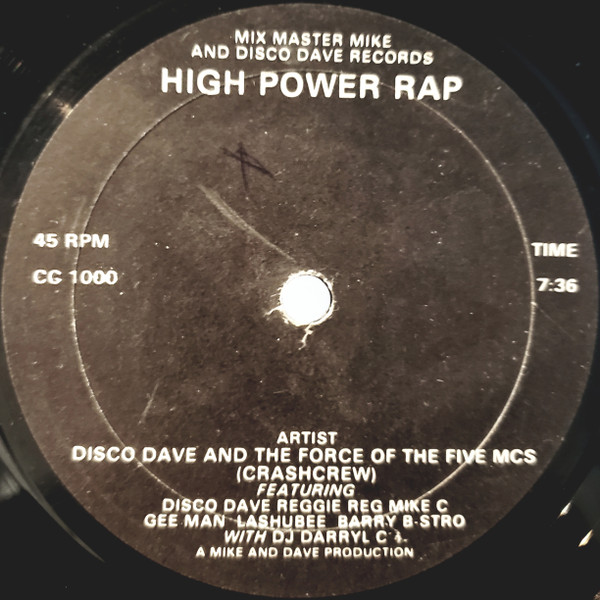 MIX MASTER MIKE
AND DISCO DAVE RECORDS
HIGH POWER RAP
45 RPM
TIME
CG 1000
7:36
ARTIST
DISCO DAVE AND THE FORCE OF THE FIVE MCS
(CRASHCREW)
FEATURING
DISCO DAVE REGGIE REG MIKE C
GEE MAN LASHUBEE BARRY B-STRO
WITH DJ DARRYL C
A MIKE AND DAVE PRODUCTION